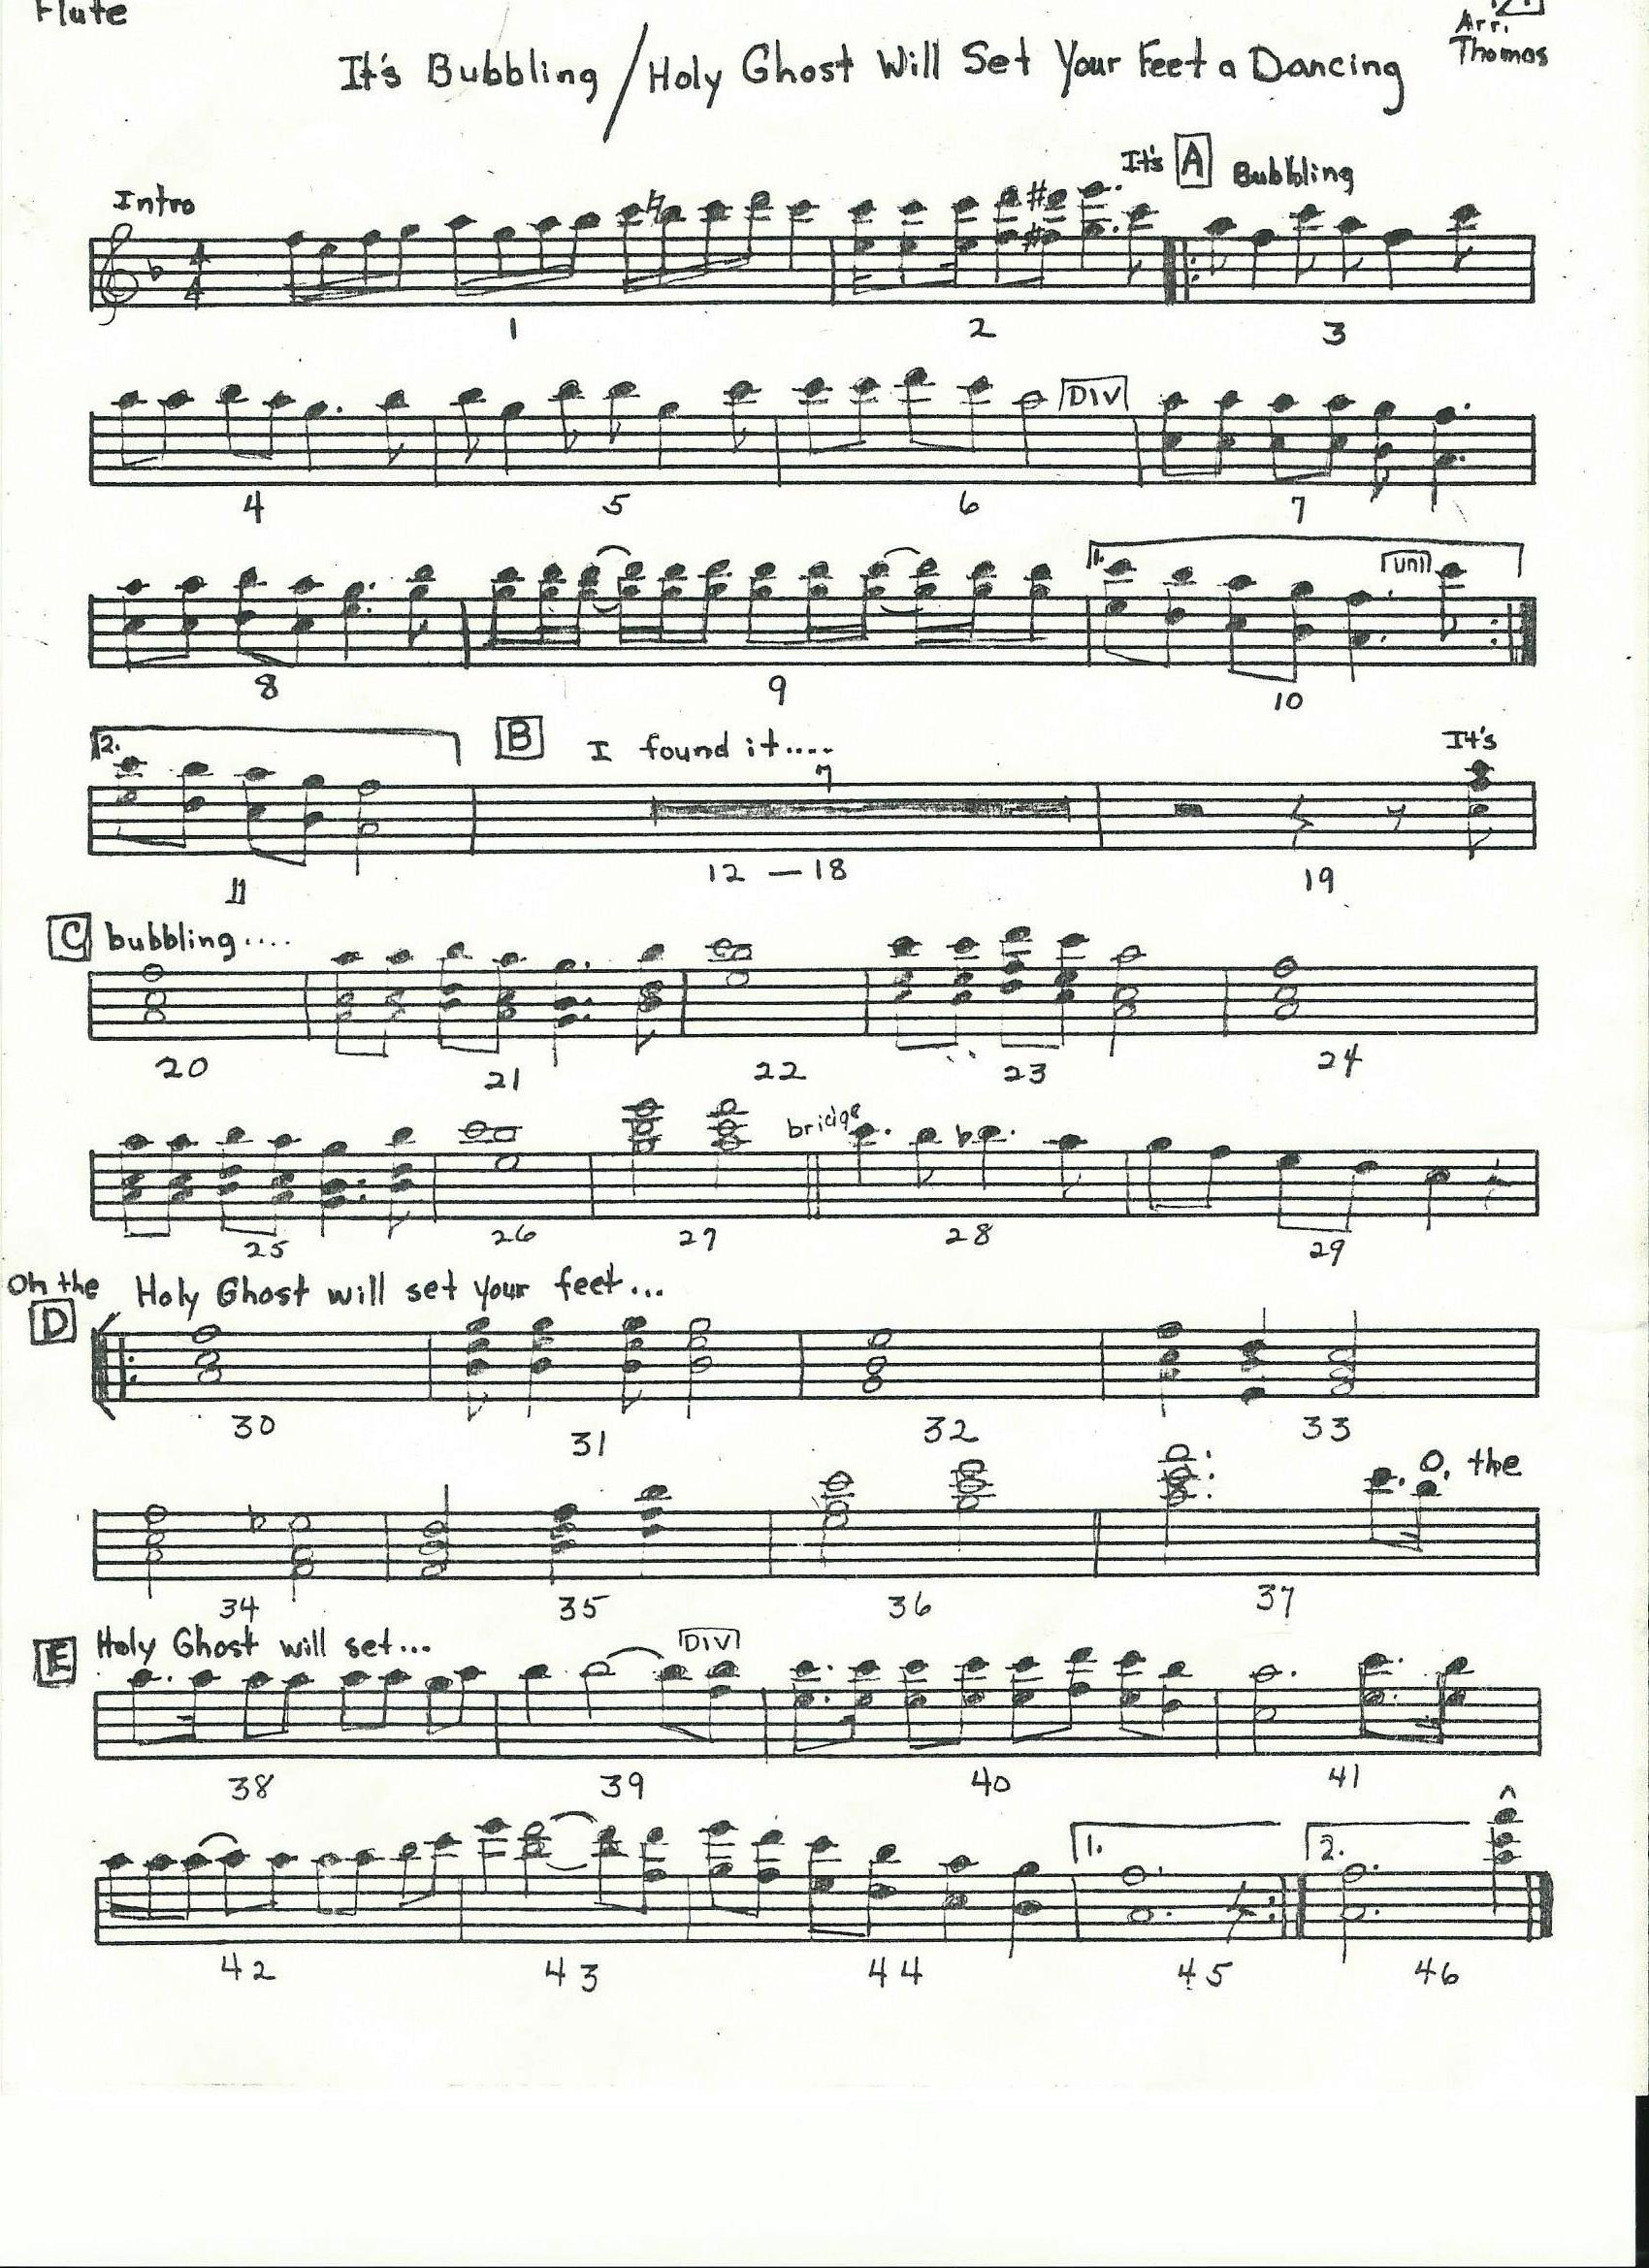 Flute
Arr.
Thomas
It's Bubbling / Holy Ghost Will Set Your Feet a Dancing
Intro
It's A Bubbling
4
4
1 2 3
DIV
4 5 6 7
1. uni
8 9 10
2. B I found it.... It's
7
11 12 — 18 19
C bubbling....
20 21 22 23 24
bridge
25 26 27 28 29
Oh the Holy Ghost will set your feet...
D
30 31 32 33
O, the
34 35 36 37
E Holy Ghost will set...
DIV
38 39 40 41
1. 2.
42 43 44 45 46